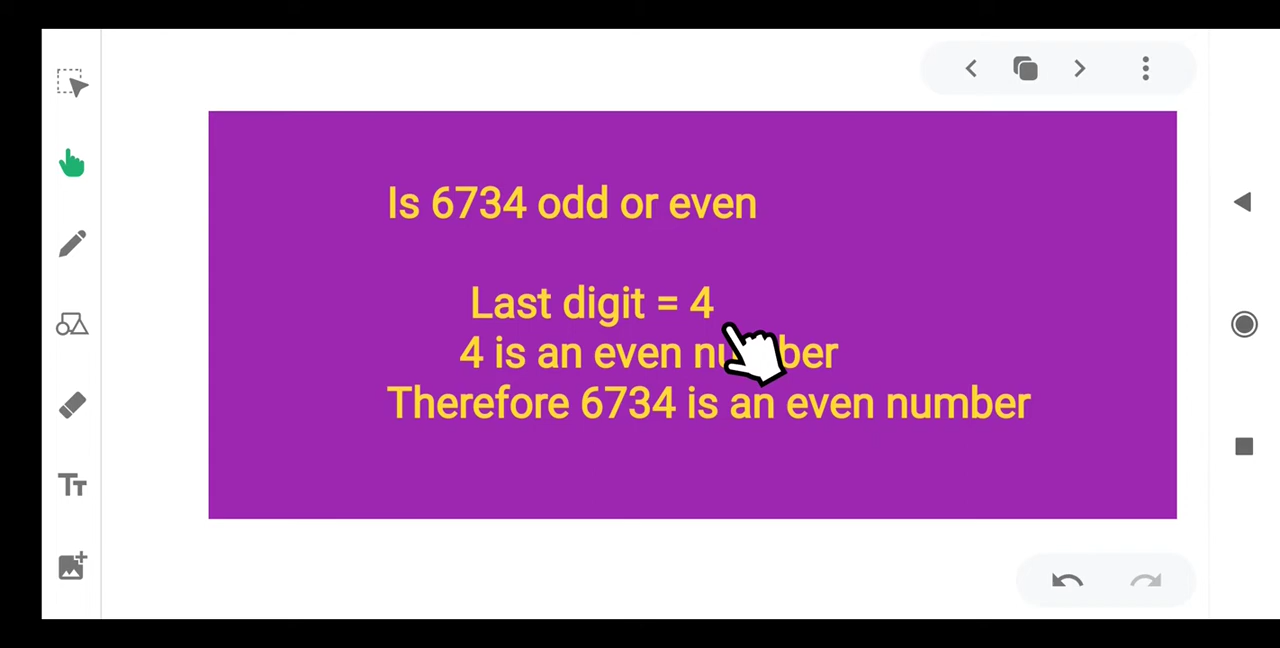 Is 6734 odd or even
Last digit = 4
4 is an even number
Therefore 6734 is an even number